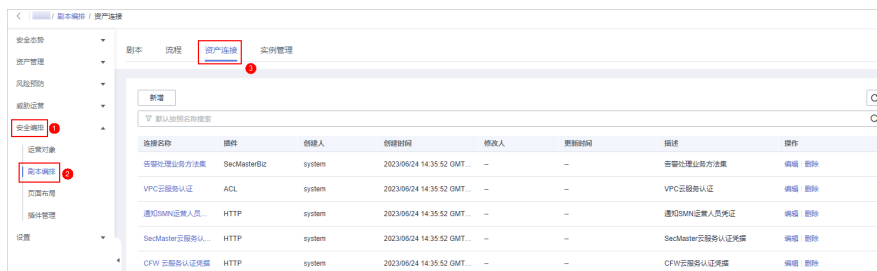 / 剧本编排 / 资产连接
安全态势
资产管理
风险预防
威胁运营
安全编排 1
运营对象
剧本编排 2
页面布局
插件管理
设置
剧本 流程 资产连接 实例管理
3
新增
默认按照名称搜索
连接名称 插件 创建人 创建时间 修改人 更新时间 描述 操作
告警处理业务方法集 SecMasterBiz system 2023/06/24 14:35:52 GMT... -- -- 告警处理业务方法集 编辑 删除
VPC云服务认证 ACL system 2023/06/24 14:35:52 GMT... -- -- VPC云服务认证 编辑 删除
通知SMN运营人员... HTTP system 2023/06/24 14:35:52 GMT... -- -- 通知SMN运营人员凭证 编辑 删除
SecMaster云服务认... HTTP system 2023/06/24 14:35:52 GMT... -- -- SecMaster云服务认证凭据 编辑 删除
CFW 云服务认证凭据 HTTP system 2023/06/24 14:35:52 GMT... -- -- CFW云服务认证凭据 编辑 删除